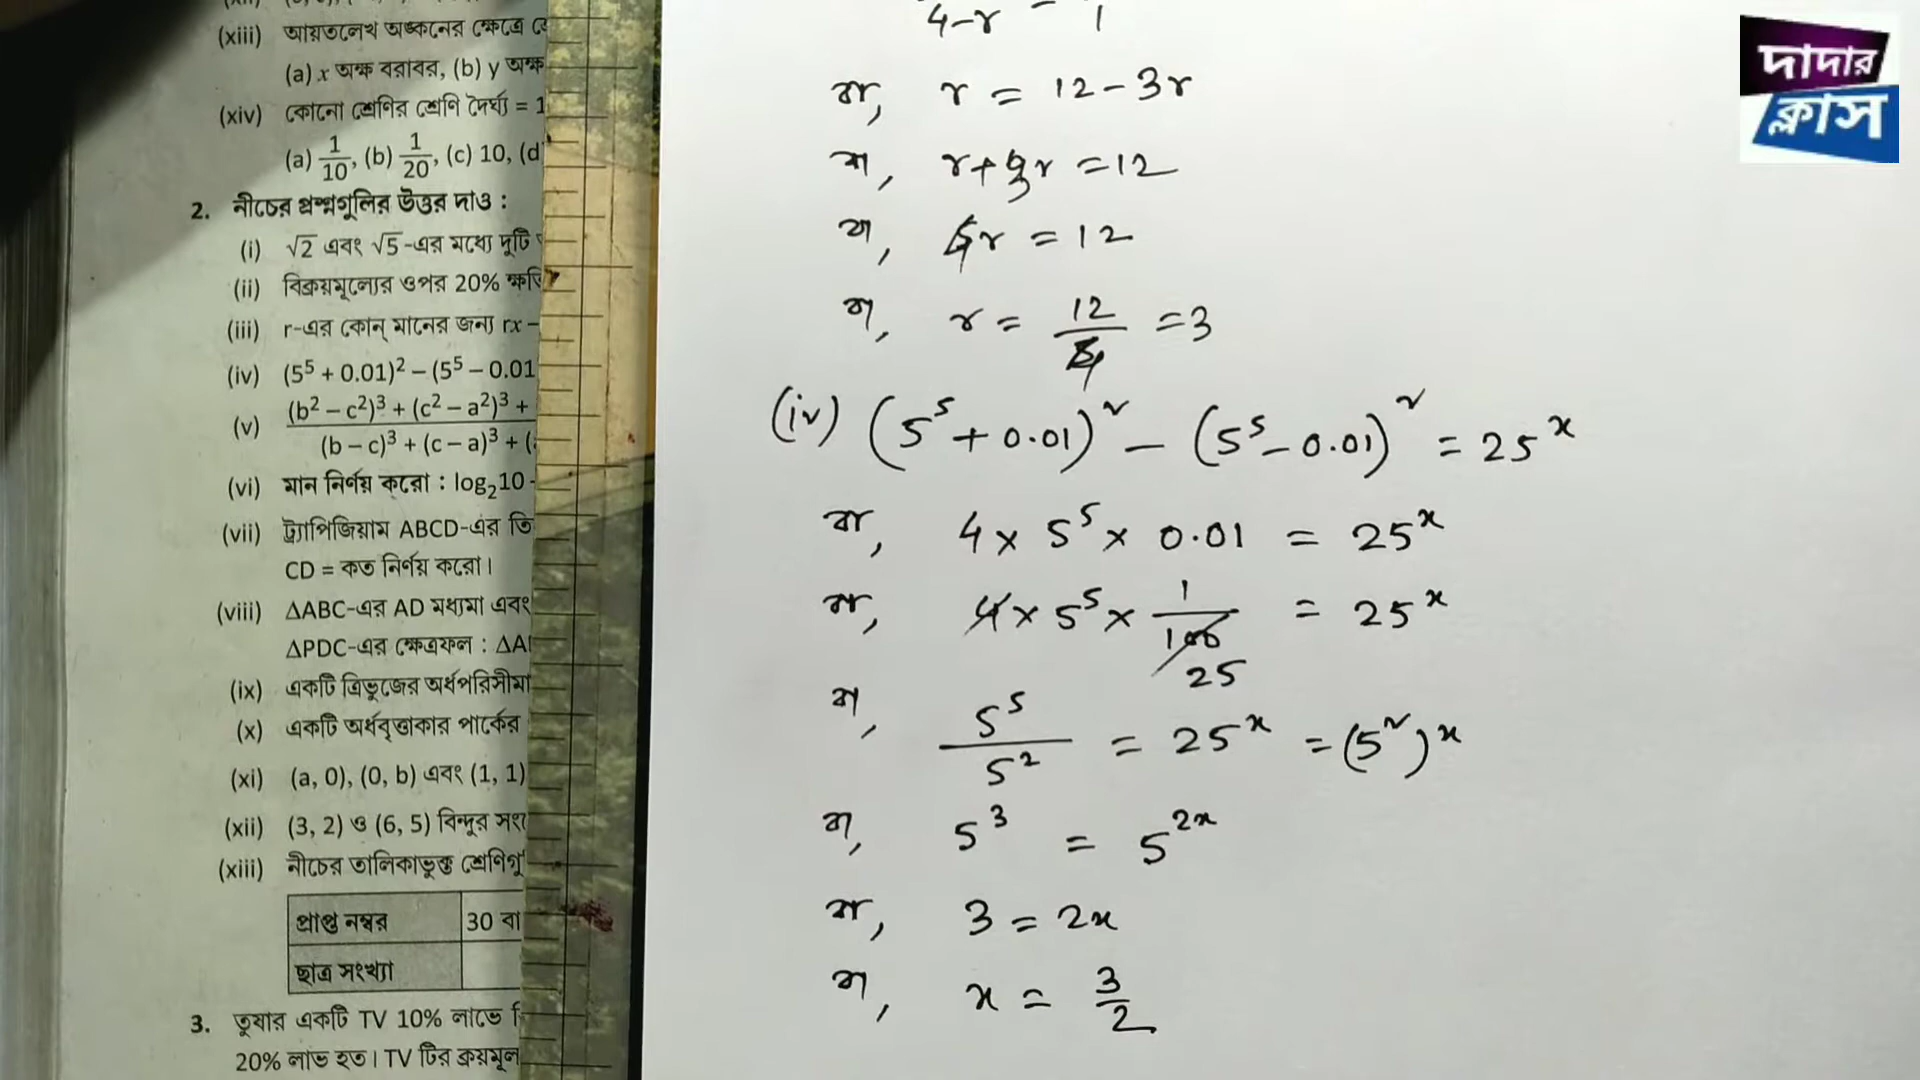 (xiii) আয়তলেখ অঙ্কনের ক্ষেত্রে
(a) x অক্ষ বরাবর, (b) y অক্ষ
(xiv) কোনো শ্রেণির শ্রেণি দৈর্ঘ্য = 1
(a) 1/10, (b) 1/20, (c) 10, (d
2. নীচের প্রশ্নগুলির উত্তর দাও :
(i) √2 এবং √5-এর মধ্যে দুটি
(ii) বিক্রয়মূল্যের ওপর 20% ক্ষতি
(iii) r-এর কোন্ মানের জন্য rx –
(iv) (5⁵ + 0.01)² – (5⁵ – 0.01
(v) (b² – c²)³ + (c² – a²)³ +
(b – c)³ + (c – a)³ + (
(vi) মান নির্ণয় করো : log₂10 -
(vii) ট্র্যাপিজিয়াম ABCD-এর তি
CD = কত নির্ণয় করো।
(viii) ΔABC-এর AD মধ্যমা এবং
ΔPDC-এর ক্ষেত্রফল : ΔA
(ix) একটি ত্রিভুজের অর্ধপরিসীমা
(x) একটি অর্ধবৃত্তাকার পার্কের
(xi) (a, 0), (0, b) এবং (1, 1)
(xii) (3, 2) ও (6, 5) বিন্দুর
(xiii) নীচের তালিকাভুক্ত
প্রাপ্ত নম্বর 30 বা
ছাত্র সংখ্যা
3. তুষার একটি TV 10% লাভে
20% লাভ হত। TV টির ক্রয়মূল
4-r = 1
বা, r = 12 - 3r
বা, r + 3r = 12
বা, 4r = 12
বা, r = 12/4 = 3
(iv) (5⁵ + 0.01)² - (5⁵ - 0.01)² = 25ˣ
বা, 4 × 5⁵ × 0.01 = 25ˣ
বা, 4 × 5⁵ × 1/100 = 25ˣ
25
বা, 5⁵/5² = 25ˣ = (5²)ˣ
বা, 5³ = 5²ˣ
বা, 3 = 2x
বা, x = 3/2
দাদার
ক্লাস